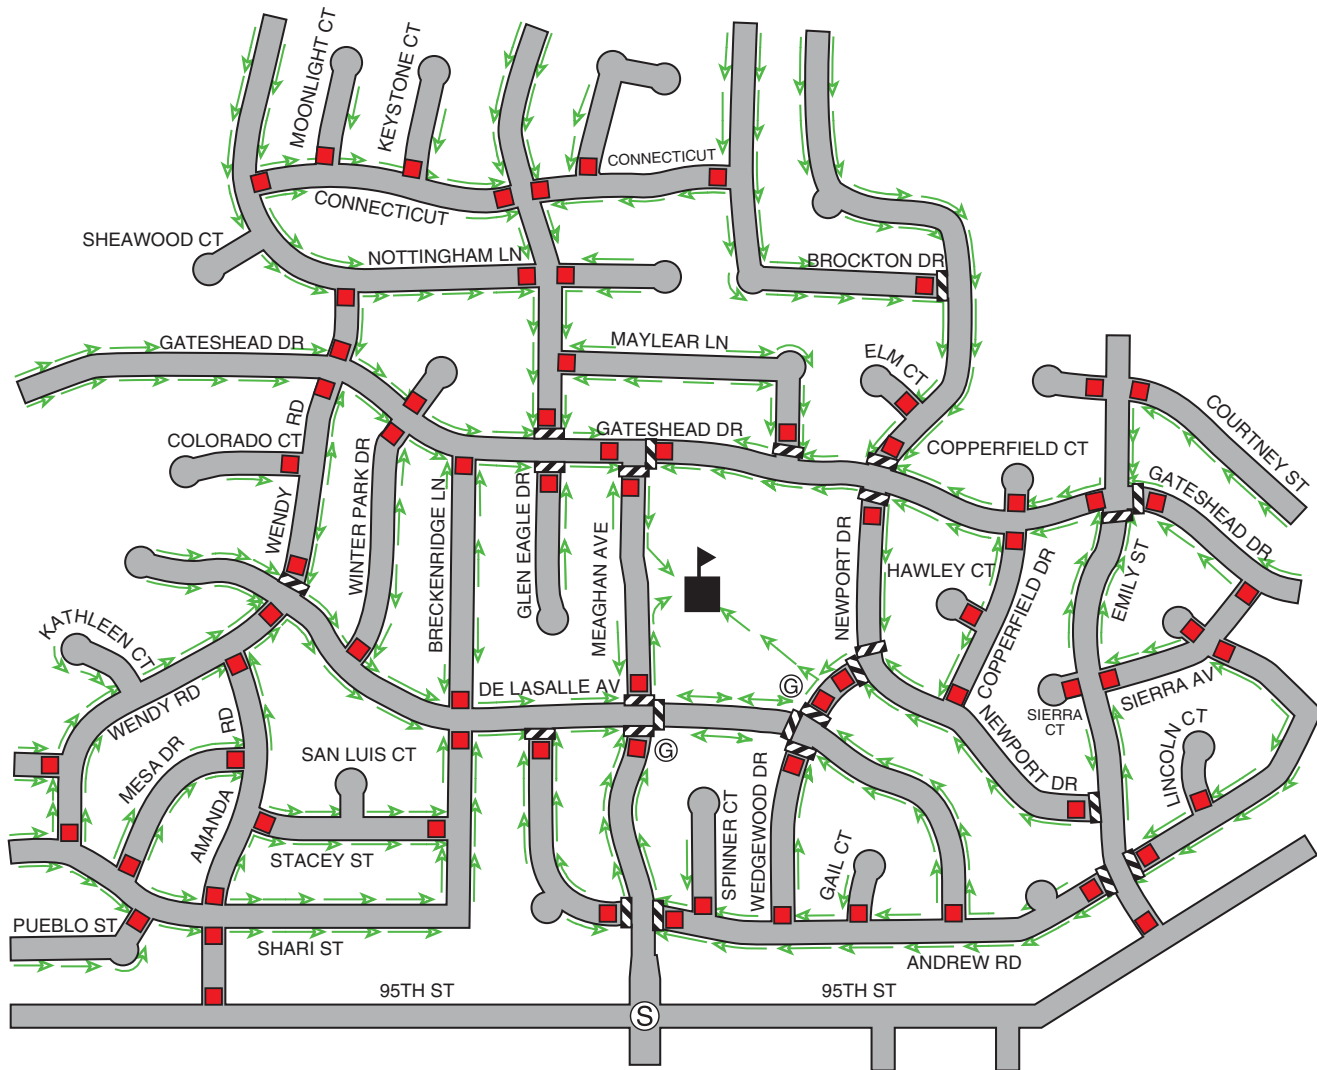 MOONLIGHT CT
KEYSTONE CT
CONNECTICUT
CONNECTICUT
SHEAWOOD CT
NOTTINGHAM LN
BROCKTON DR
GATESHEAD DR
MAYLEAR LN
ELM CT
COURTNEY ST
COLORADO CT
WENDY RD
WINTER PARK DR
BRECKENRIDGE LN
GATESHEAD DR
GLEN EAGLE DR
MEAGHAN AVE
COPPERFIELD CT
GATESHEAD DR
NEWPORT DR
HAWLEY CT
COPPERFIELD DR
EMILY ST
KATHLEEN CT
WENDY RD
DE LASALLE AV
G
G
SIERRA AV
SIERRA
CT
NEWPORT DR
LINCOLN CT
MESA DR
AMANDA RD
SAN LUIS CT
STACEY ST
SPINNER CT
WEDGEWOOD DR
GAIL CT
PUEBLO ST
SHARI ST
ANDREW RD
95TH ST
95TH ST
S